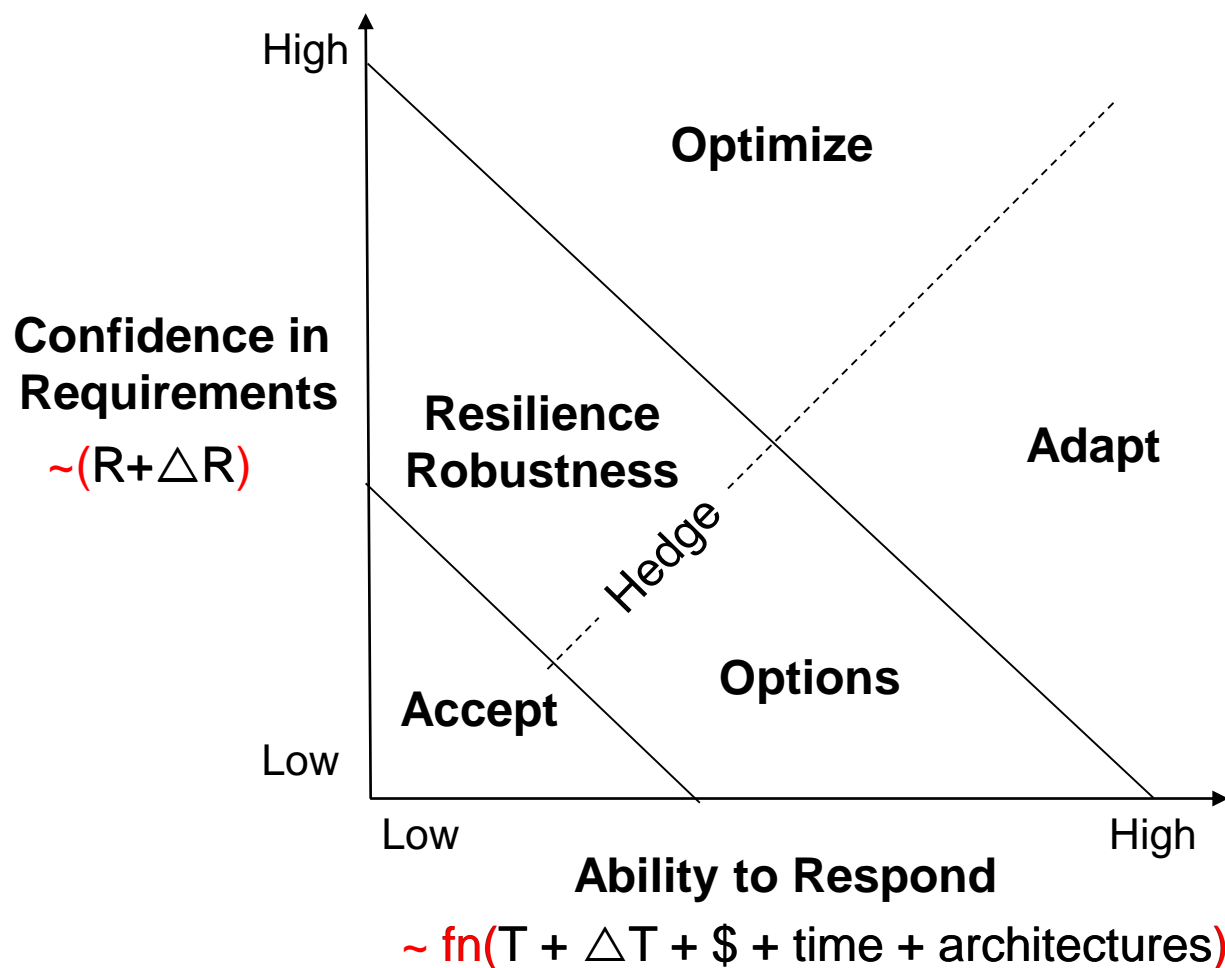 High
Optimize
Confidence in
Requirements
~(R+△R)
Resilience
Robustness
Adapt
Hedge
Options
Accept
Low
Low
High
Ability to Respond
~ fn(T + △T + $ + time + architectures)